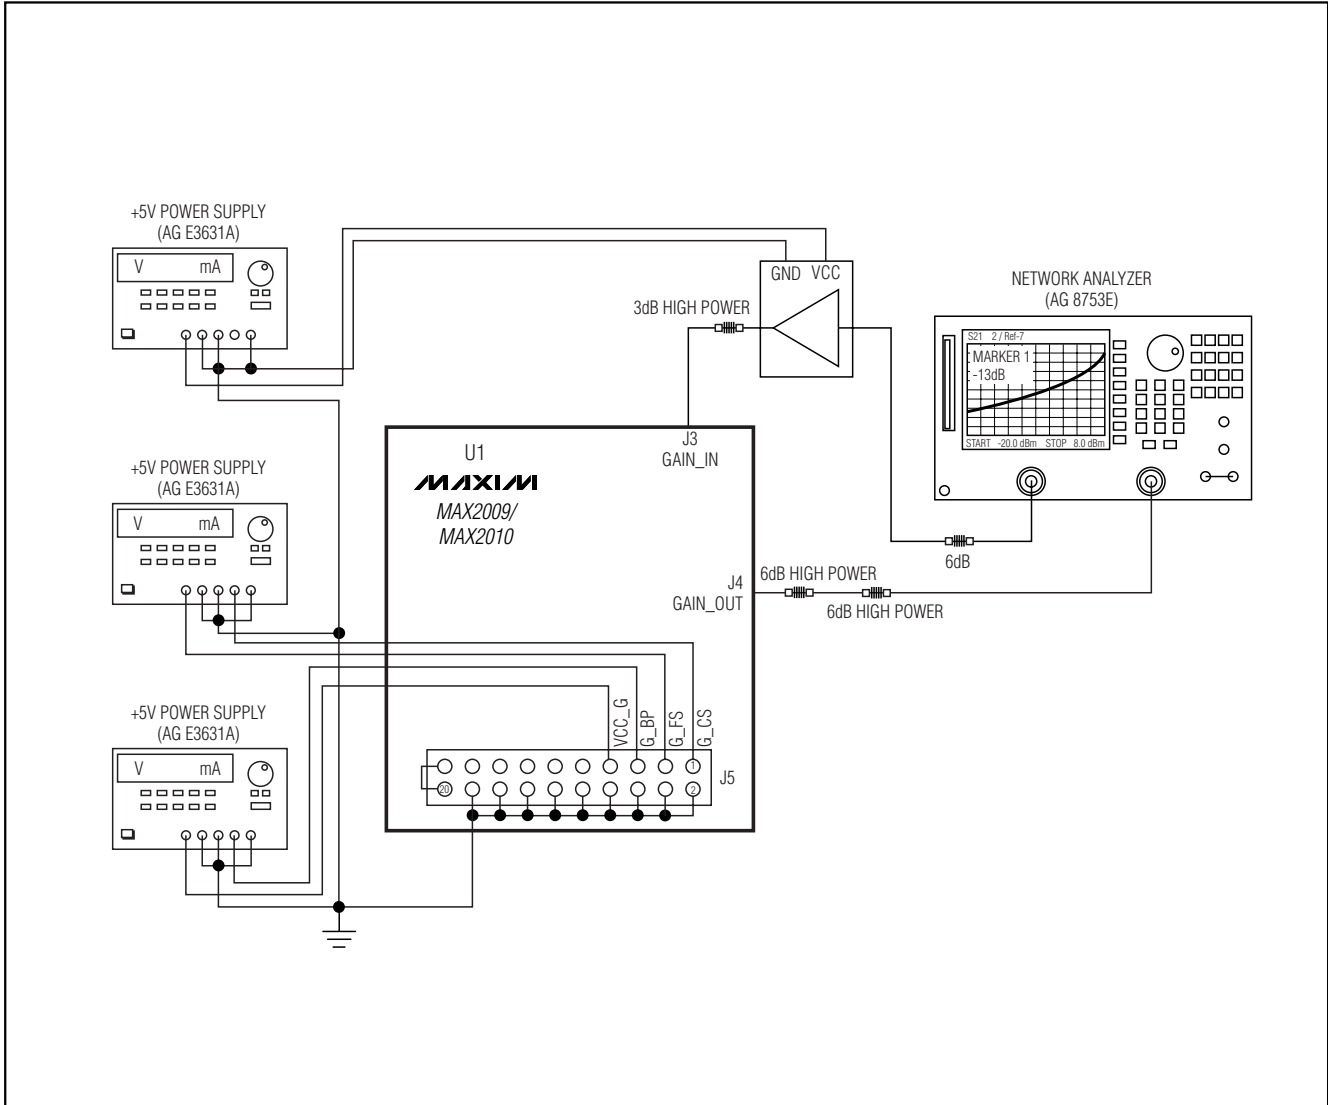 +5V POWER SUPPLY
(AG E3631A)
V mA
GND VCC
3dB HIGH POWER
NETWORK ANALYZER
(AG 8753E)
S21 2 / Ref-7
MARKER 1
-13dB
START -20.0 dBm STOP 8.0 dBm
J3
GAIN_IN
U1
MAXIM
MAX2009/
MAX2010
+5V POWER SUPPLY
(AG E3631A)
V mA
6dB
J4
GAIN_OUT
6dB HIGH POWER
6dB HIGH POWER
+5V POWER SUPPLY
(AG E3631A)
V mA
VCC_G
G_BP
G_FS
G_CS
1
J5
20
2